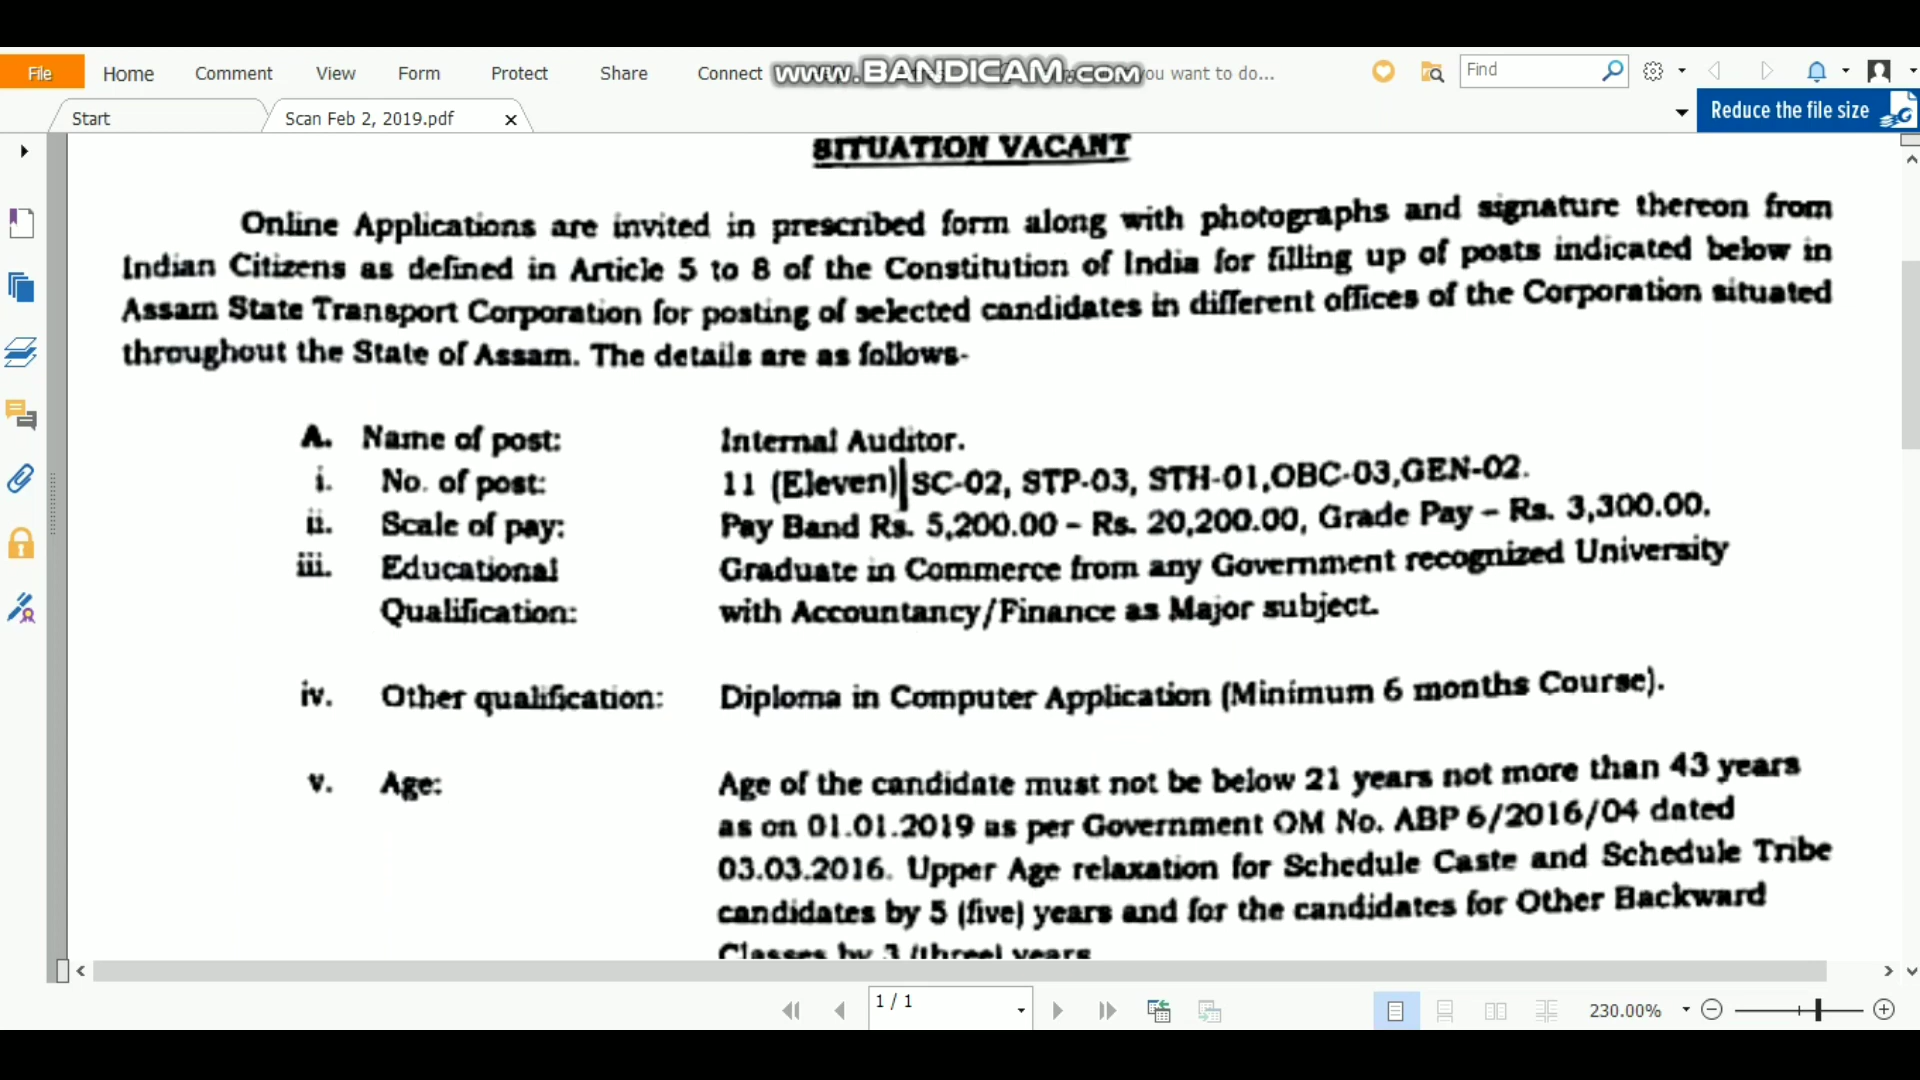 File Home Comment View Form Protect Share Connect www.BANDICAM.com you want to do... Find
Start Scan Feb 2, 2019.pdf Reduce the file size
SITUATION VACANT
Online Applications are invited in prescribed form along with photographs and signature thereon from
Indian Citizens as defined in Article 5 to 8 of the Constitution of India for filling up of posts indicated below in
Assam State Transport Corporation for posting of selected candidates in different offices of the Corporation situated
throughout the State of Assam. The details are as follows-
A. Name of post: Internal Auditor.
i. No. of post: 11 (Eleven) SC-02, STP-03, STH-01,OBC-03,GEN-02.
ii. Scale of pay: Pay Band Rs. 5,200.00 - Rs. 20,200.00, Grade Pay - Rs. 3,300.00.
iii. Educational Graduate in Commerce from any Government recognized University
Qualification: with Accountancy/Finance as Major subject.
iv. Other qualification: Diploma in Computer Application (Minimum 6 months Course).
v. Age: Age of the candidate must not be below 21 years not more than 43 years
as on 01.01.2019 as per Government OM No. ABP 6/2016/04 dated
03.03.2016. Upper Age relaxation for Schedule Caste and Schedule Tribe
candidates by 5 (five) years and for the candidates for Other Backward
Classes by 3 (three) years
1 / 1 230.00%